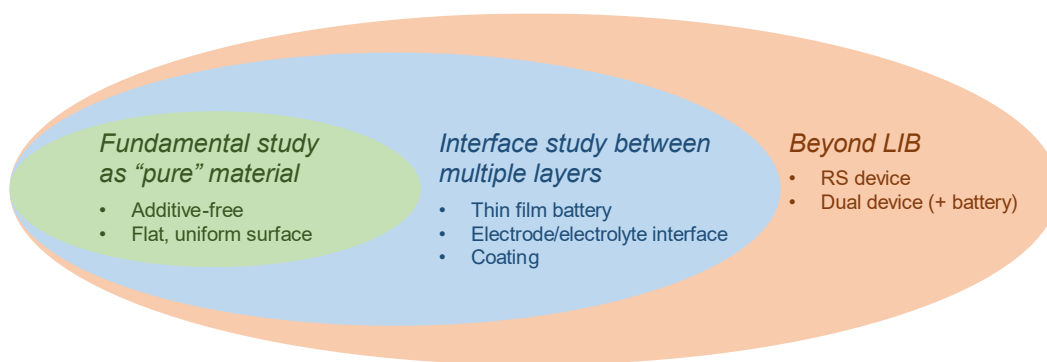 Fundamental study
as “pure” material
• Additive-free
• Flat, uniform surface
Interface study between
multiple layers
• Thin film battery
• Electrode/electrolyte interface
• Coating
Beyond LIB
• RS device
• Dual device (+ battery)